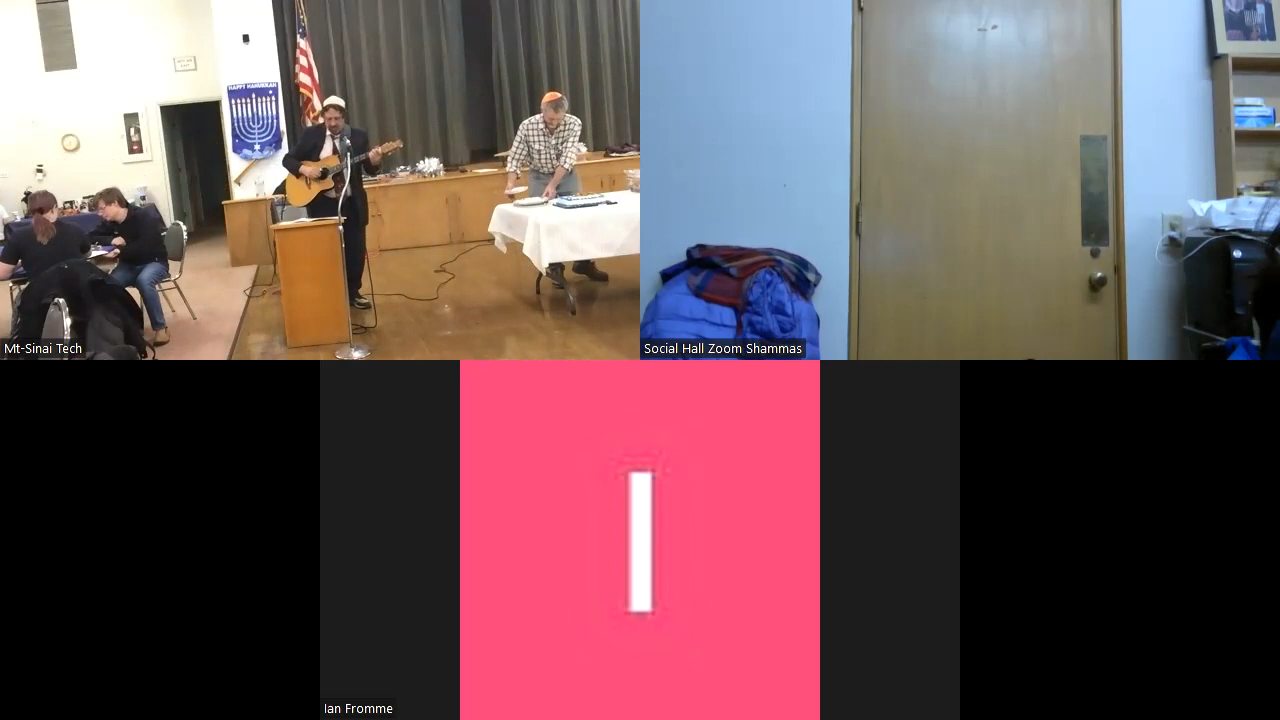 HAPPY HANUKKAH
Mt-Sinai Tech
Social Hall Zoom Shammas
I
Ian Fromme